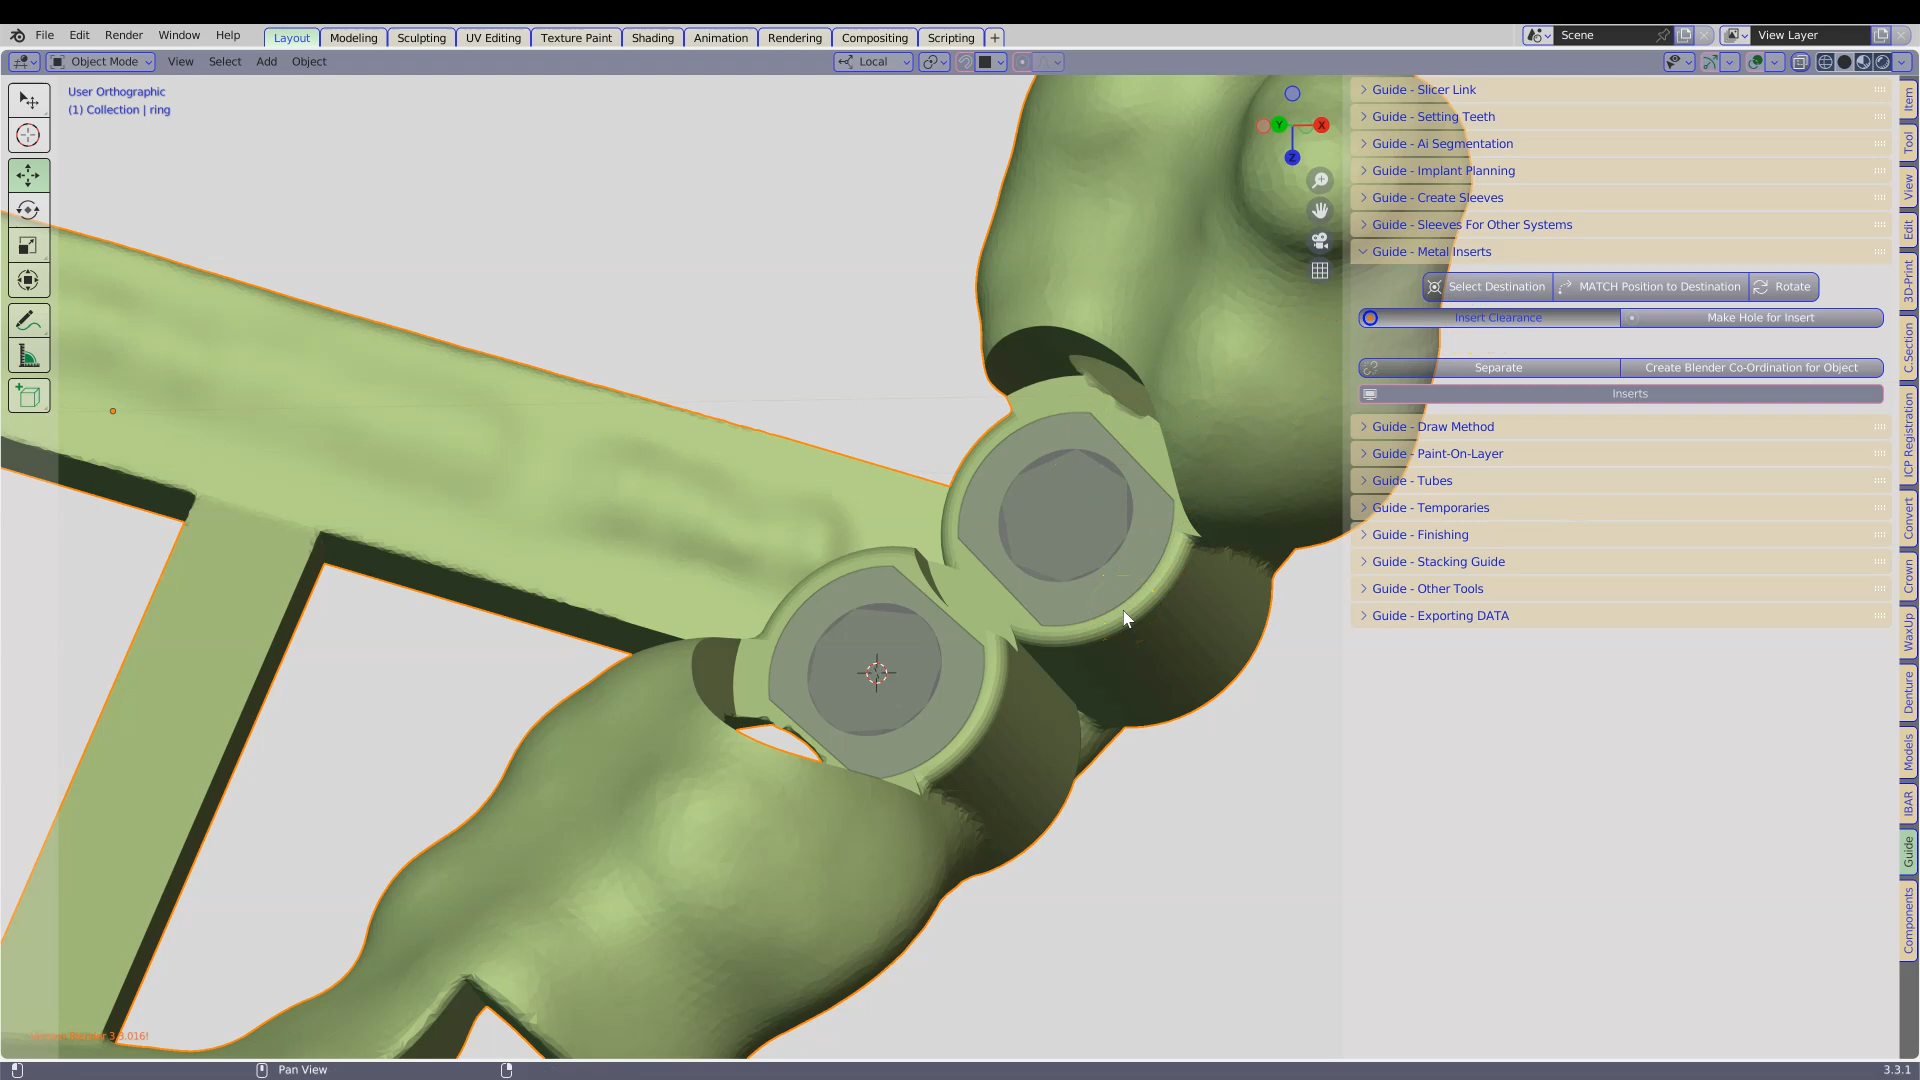 File Edit Render Window Help
Layout Modeling Sculpting UV Editing Texture Paint Shading Animation Rendering Compositing Scripting +
Scene
View Layer
Object Mode View Select Add Object
Local
User Orthographic
(1) Collection | ring
Y X
Z
Guide - Slicer Link
Guide - Setting Teeth
Guide - Ai Segmentation
Guide - Implant Planning
Guide - Create Sleeves
Guide - Sleeves For Other Systems
Guide - Metal Inserts
Select Destination MATCH Position to Destination Rotate
Insert Clearance Make Hole for Insert
Separate Create Blender Co-Ordination for Object
Inserts
Guide - Draw Method
Guide - Paint-On-Layer
Guide - Tubes
Guide - Temporaries
Guide - Finishing
Guide - Stacking Guide
Guide - Other Tools
Guide - Exporting DATA
Item
Tool
View
Edit
3D-Print
C.Section
ICP Registration
Convert
Crown
WaxUp
Denture
Models
IBAR
Guide
Components
Pan View
3.3.1